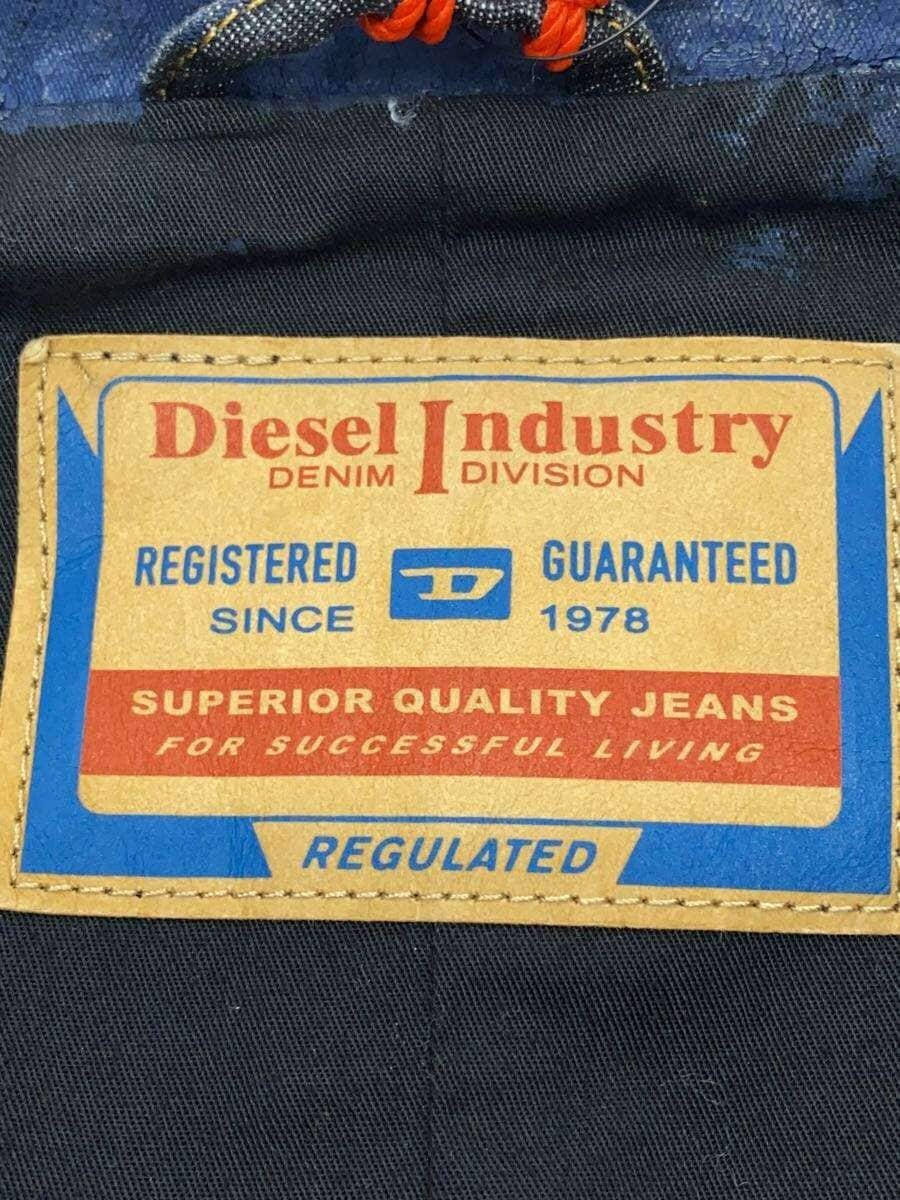 Diesel Industry
DENIM DIVISION
REGISTERED D GUARANTEED
SINCE 1978
SUPERIOR QUALITY JEANS
FOR SUCCESSFUL LIVING
REGULATED